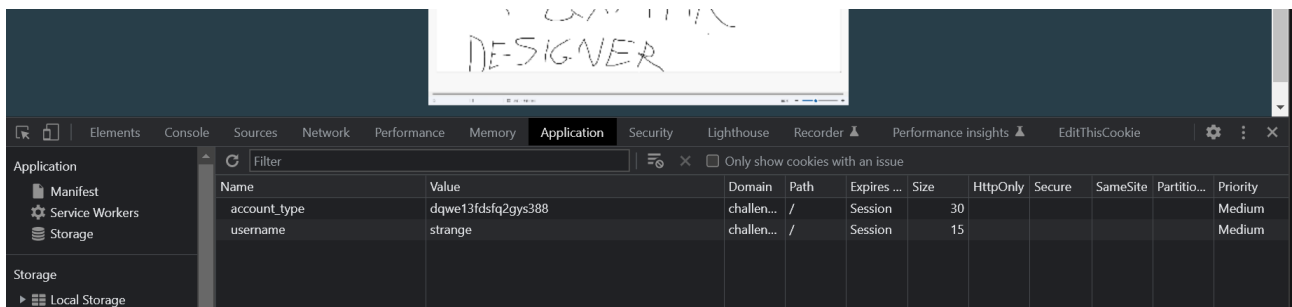 DESIGNER
Elements Console Sources Network Performance Memory Application Security Lighthouse Recorder Performance insights EditThisCookie
Application
Filter
Only show cookies with an issue
Manifest
Service Workers
Storage
Name Value Domain Path Expires ... Size HttpOnly Secure SameSite Partitio... Priority
account_type dqwe13fdsfq2gys388 challen... / Session 30 Medium
username strange challen... / Session 15 Medium
Storage
Local Storage